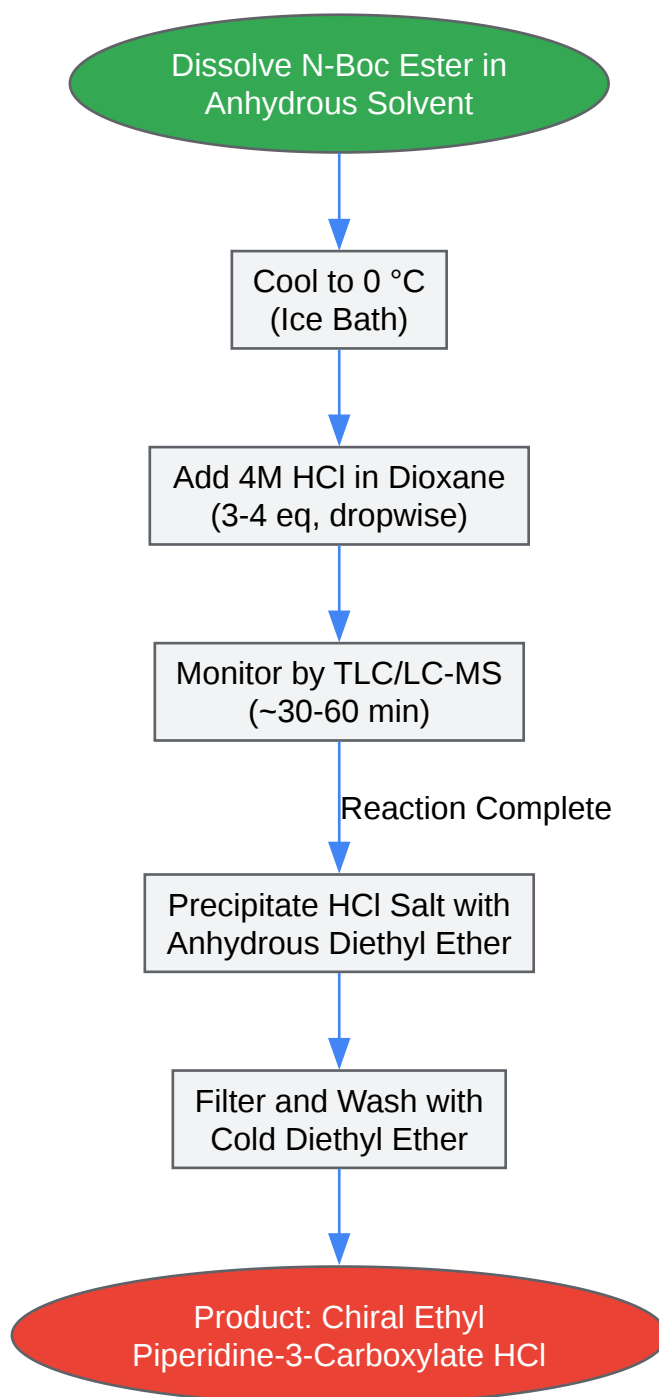 Dissolve N-Boc Ester in
Anhydrous Solvent
Cool to 0 °C
(Ice Bath)
Add 4M HCl in Dioxane
(3-4 eq, dropwise)
Monitor by TLC/LC-MS
(~30-60 min)
Reaction Complete
Precipitate HCl Salt with
Anhydrous Diethyl Ether
Filter and Wash with
Cold Diethyl Ether
Product: Chiral Ethyl
Piperidine-3-Carboxylate HCl